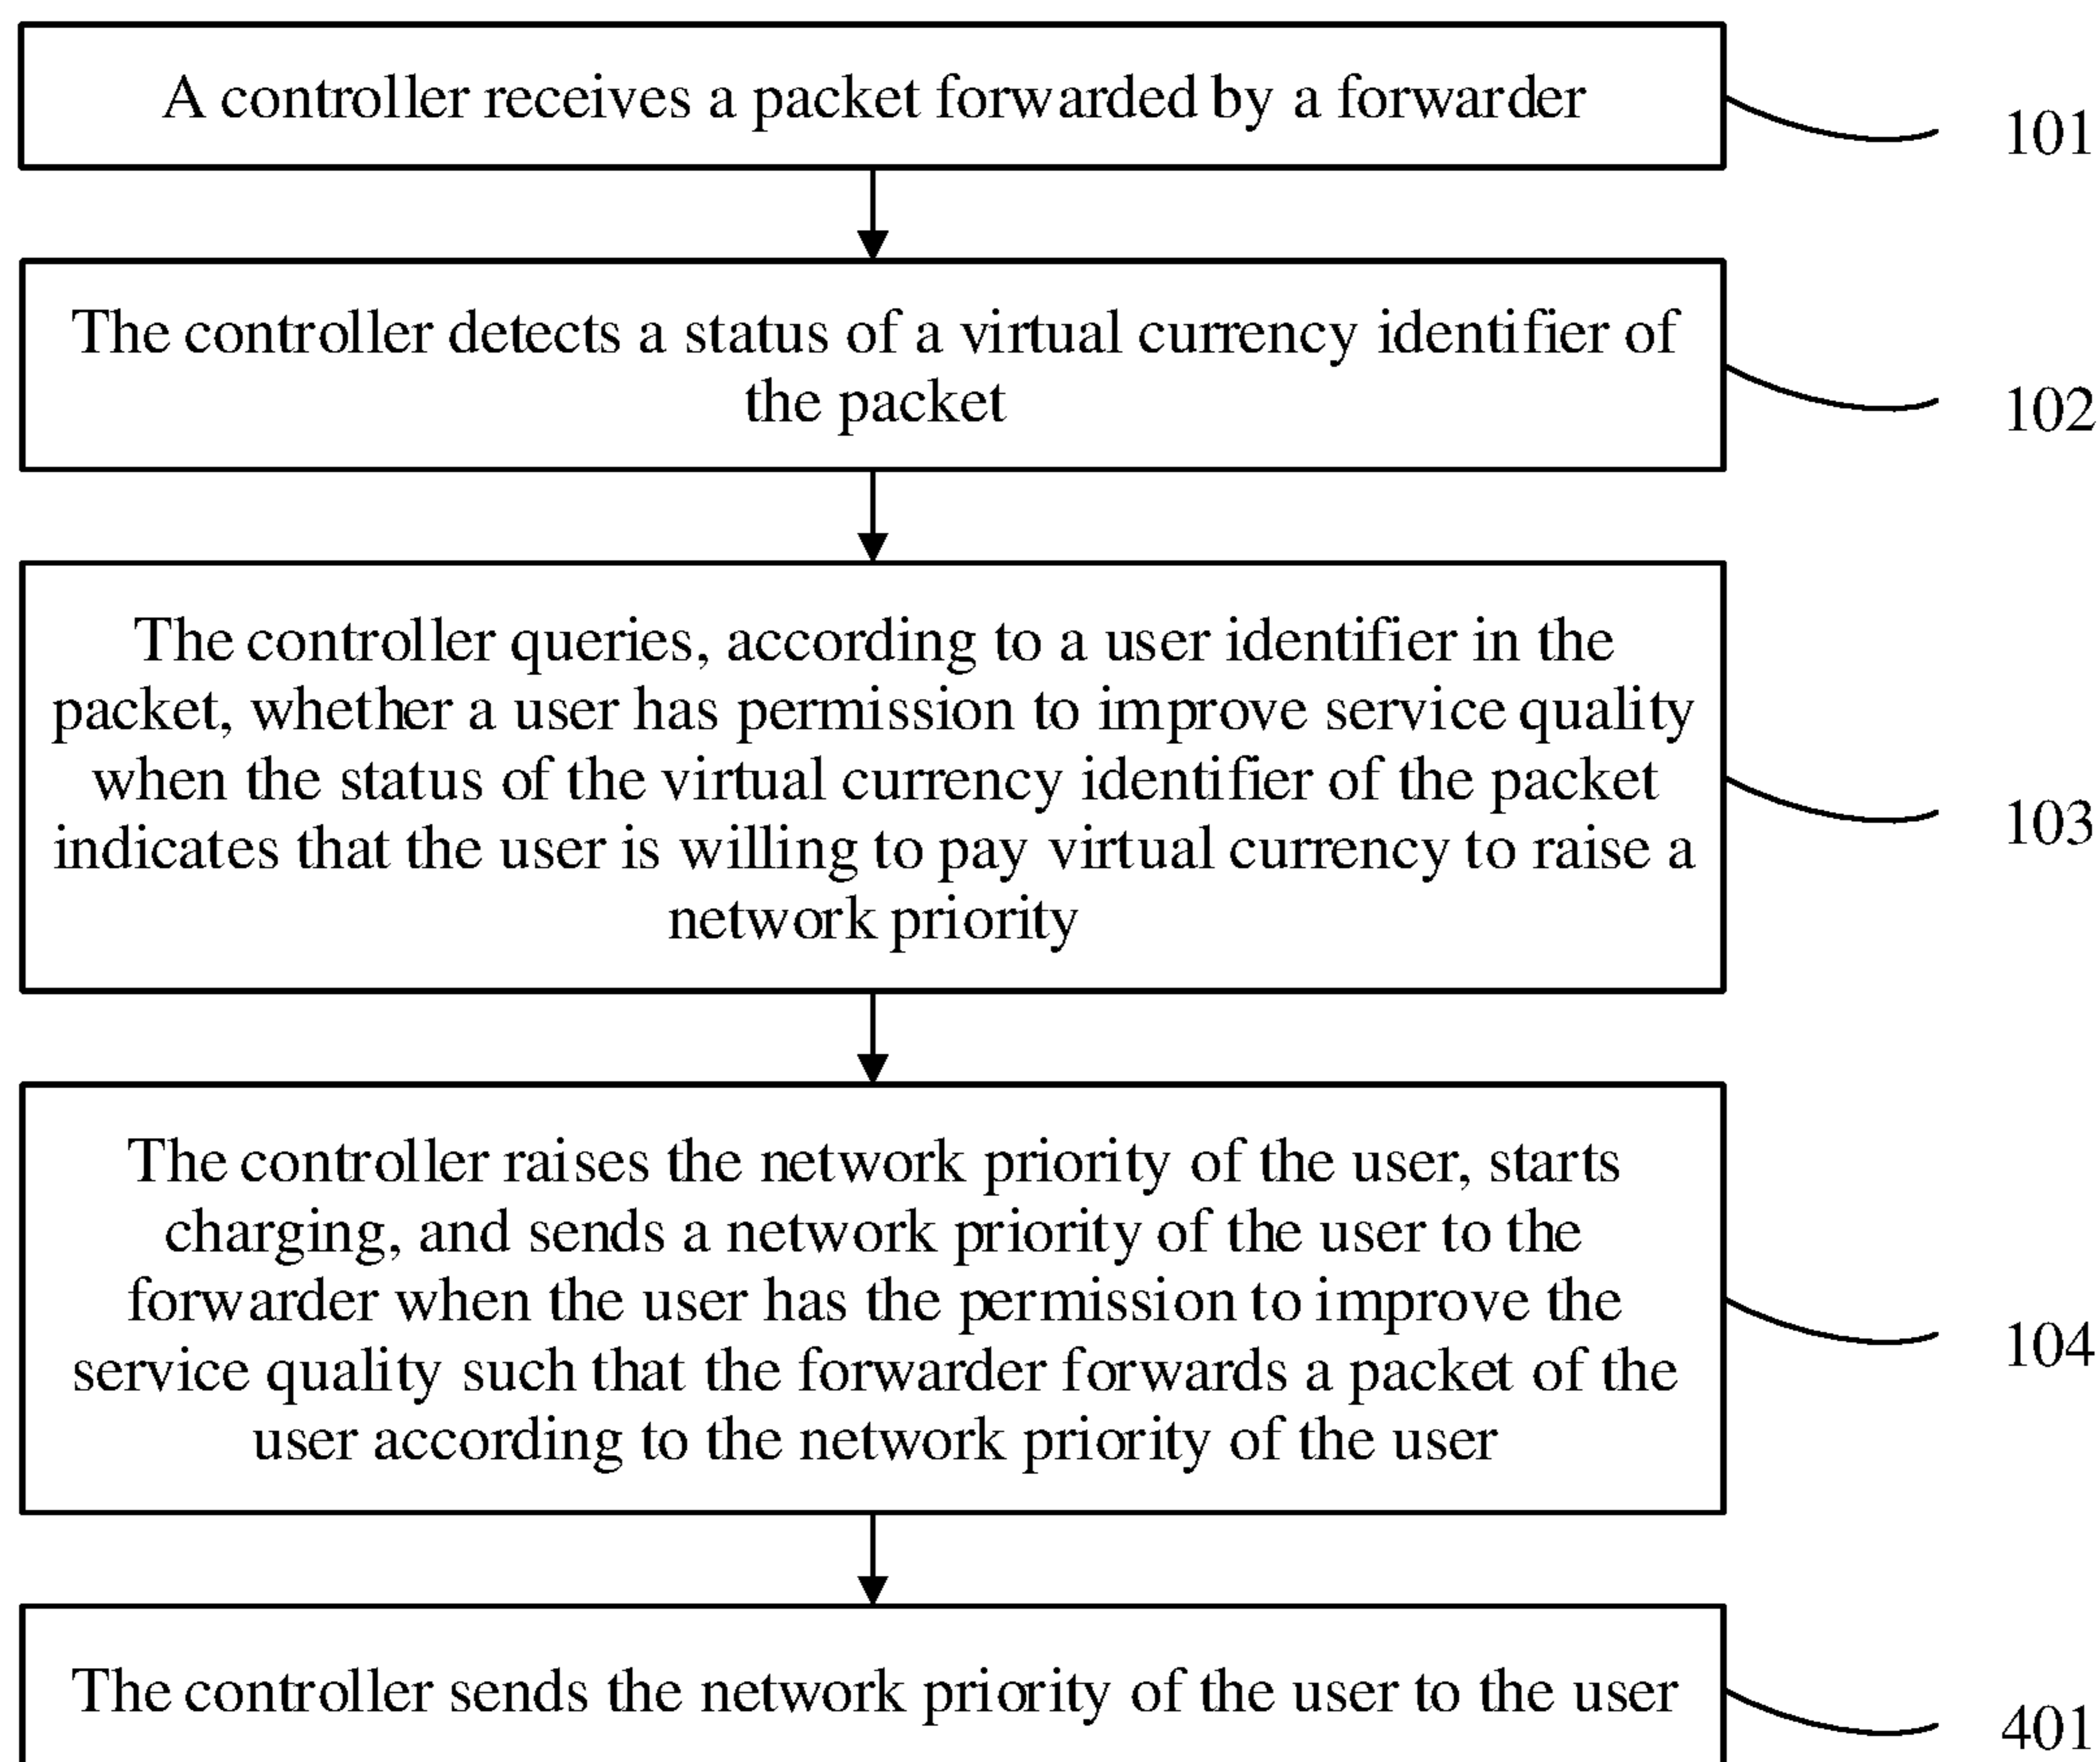 A controller receives a packet forwarded by a forwarder
101
The controller detects a status of a virtual currency identifier of
the packet
102
The controller queries, according to a user identifier in the
packet, whether a user has permission to improve service quality
when the status of the virtual currency identifier of the packet
indicates that the user is willing to pay virtual currency to raise a
network priority
103
The controller raises the network priority of the user, starts
charging, and sends a network priority of the user to the
forwarder when the user has the permission to improve the
service quality such that the forwarder forwards a packet of the
user according to the network priority of the user
104
The controller sends the network priority of the user to the user
401